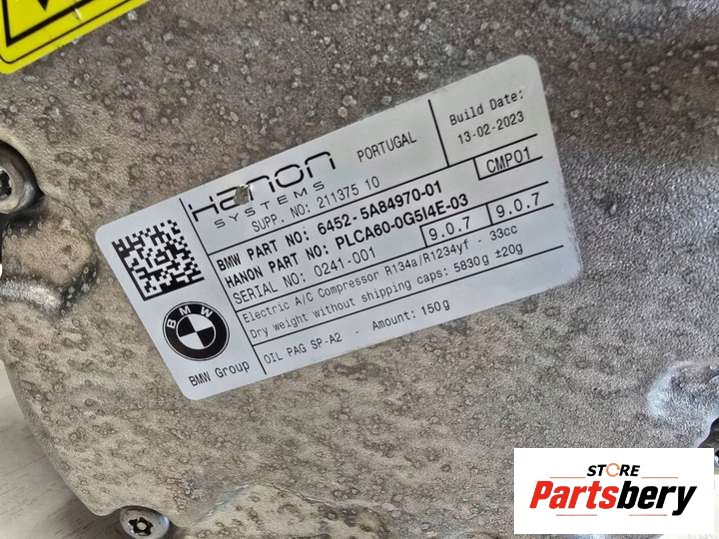 Hanon
SYSTEMS
PORTUGAL
Build Date:
13-02-2023
SUPP. NO: 211375 10
CMP01
BMW PART NO: 6452-5A84970-01
HANON PART NO: PLCA60-0G5I4E-03
SERIAL NO: 0241-001
9.0.7
9.0.7
Electric A/C Compressor R134a/R1234yf - 33cc
Dry weight without shipping caps: 5830g ±20g
OIL PAG SP-A2 - Amount: 150g
BMW
BMW Group
STORE
Partsbery